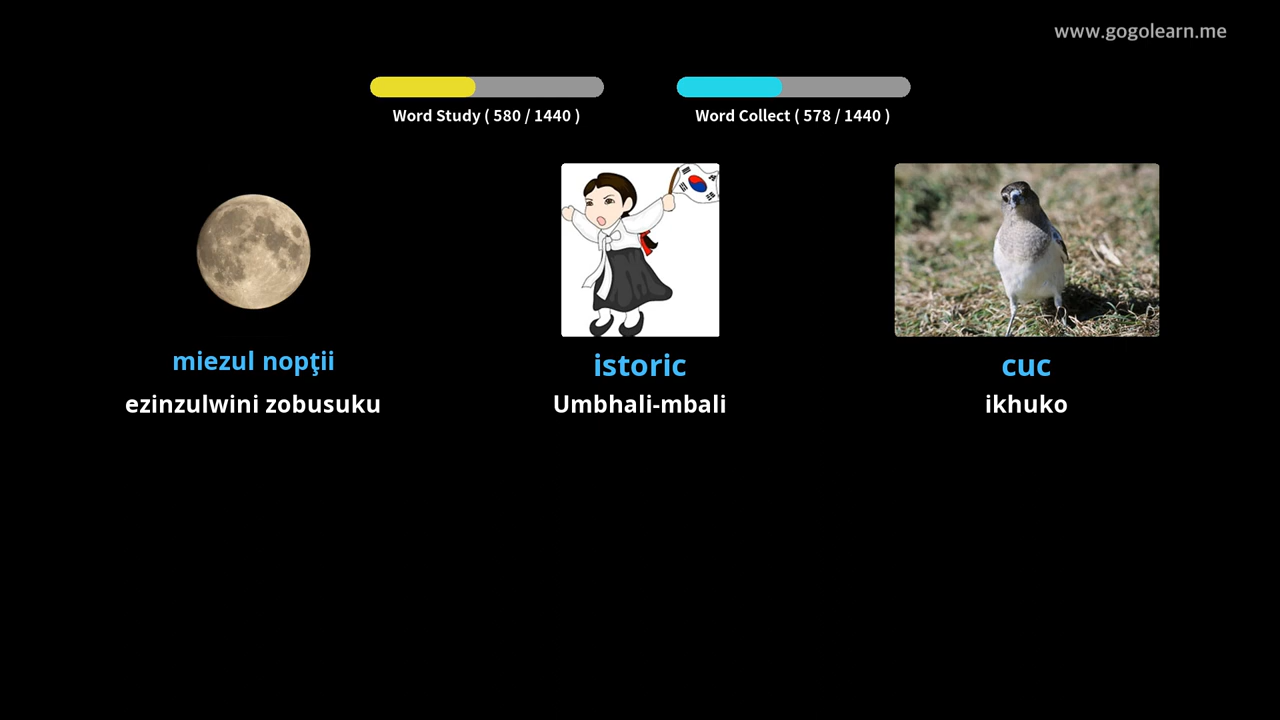 www.gogolearn.me
Word Study ( 580 / 1440 )
Word Collect ( 578 / 1440 )
miezul nopţii
istoric
cuc
ezinzulwini zobusuku
Umbhali-mbali
ikhuko